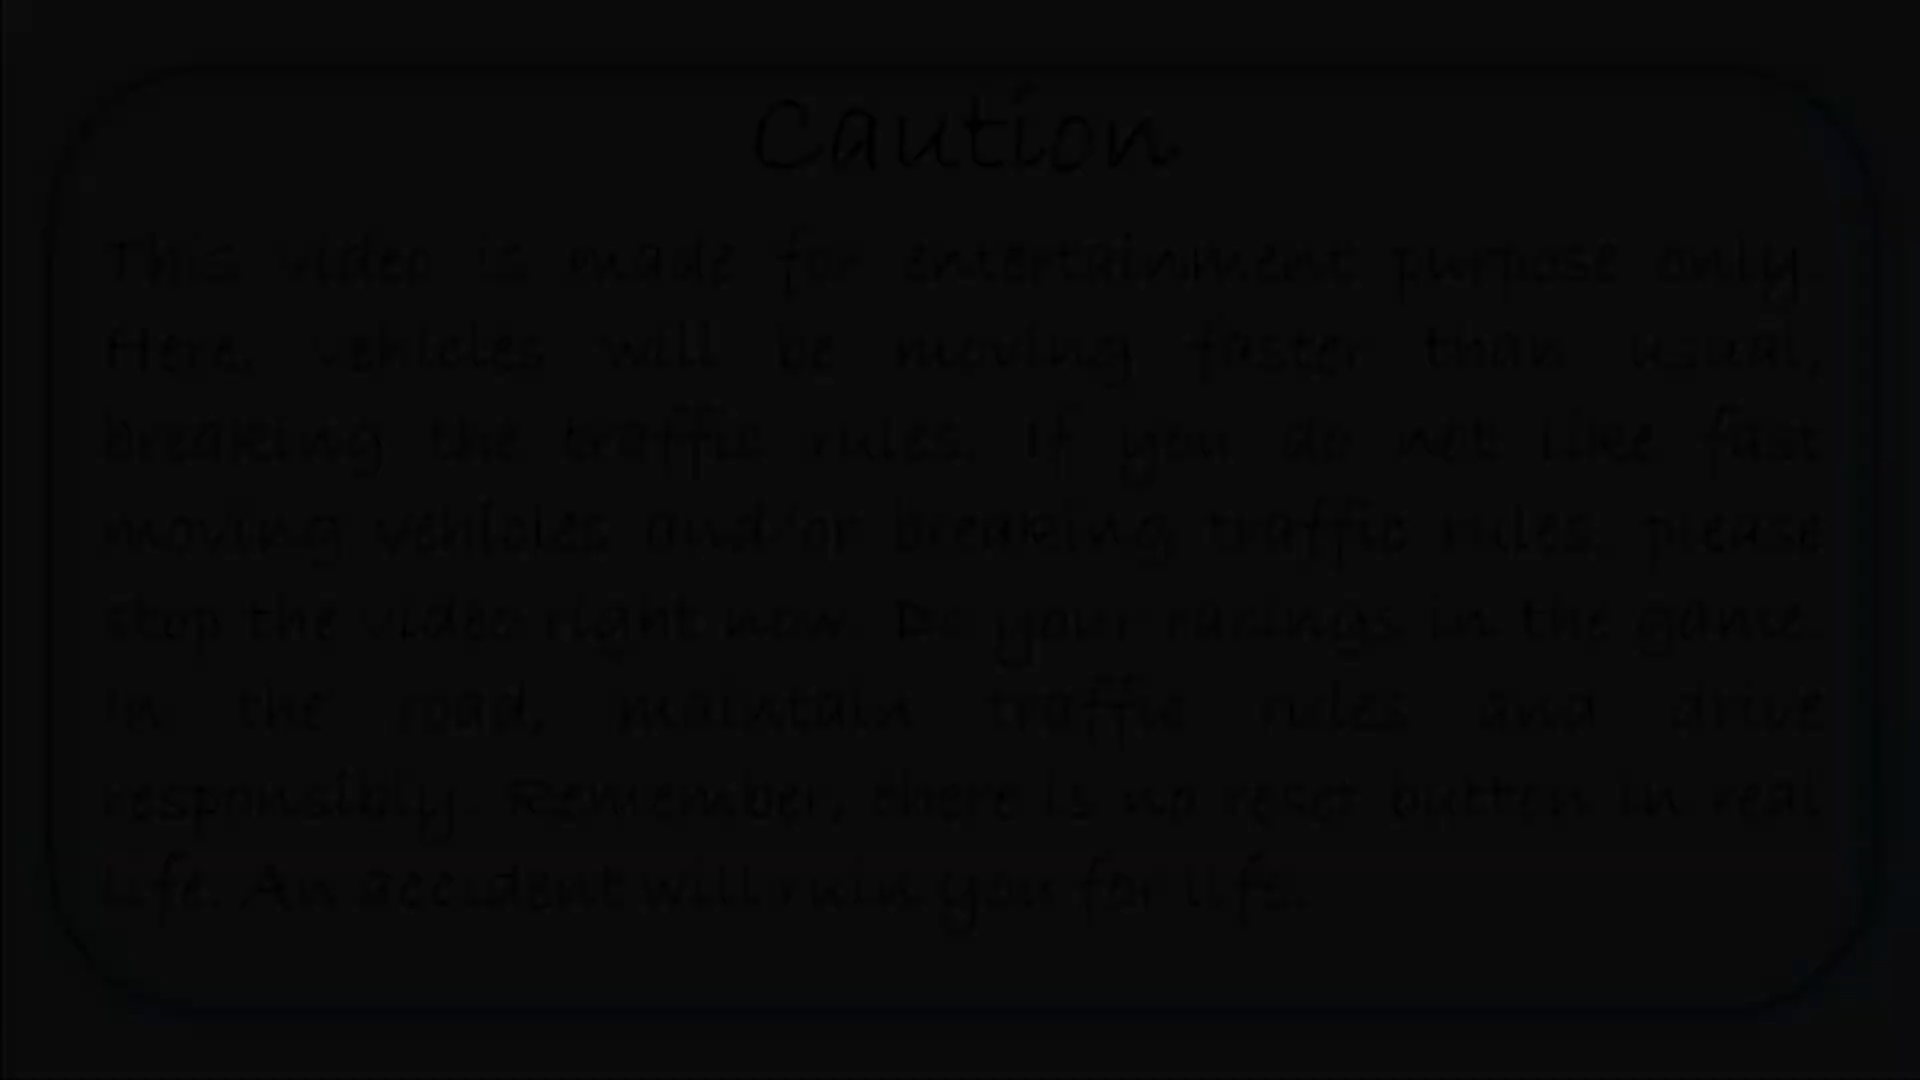 Caution
This video is made for entertainment purpose only.
Here, vehicles will be moving faster than usual,
breaking the traffic rules. If you do not like fast
moving vehicles and/or breaking traffic rules, please
stop the video right now. Do your racings in the game.
In the road, maintain traffic rules and drive
responsibly. Remember, there is no reset button in real
life. An accident will ruin you for life.